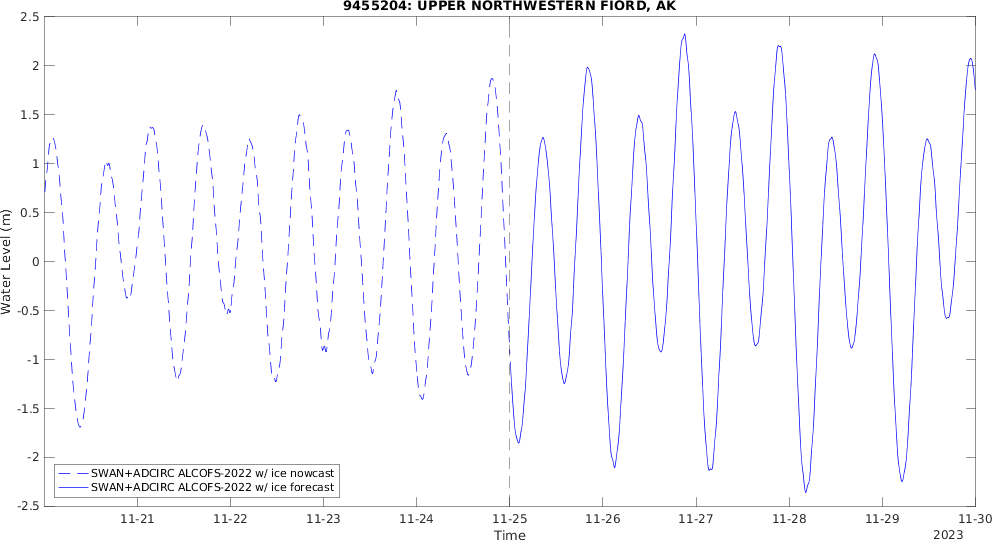 9455204: UPPER NORTHWESTERN FIORD, AK
2.5
2
1.5
1
0.5
0
-0.5
-1
-1.5
-2
-2.5
Water Level (m)
SWAN+ADCIRC ALCOFS-2022 w/ ice nowcast
SWAN+ADCIRC ALCOFS-2022 w/ ice forecast
11-21 11-22 11-23 11-24 11-25 11-26 11-27 11-28 11-29 11-30
Time
2023